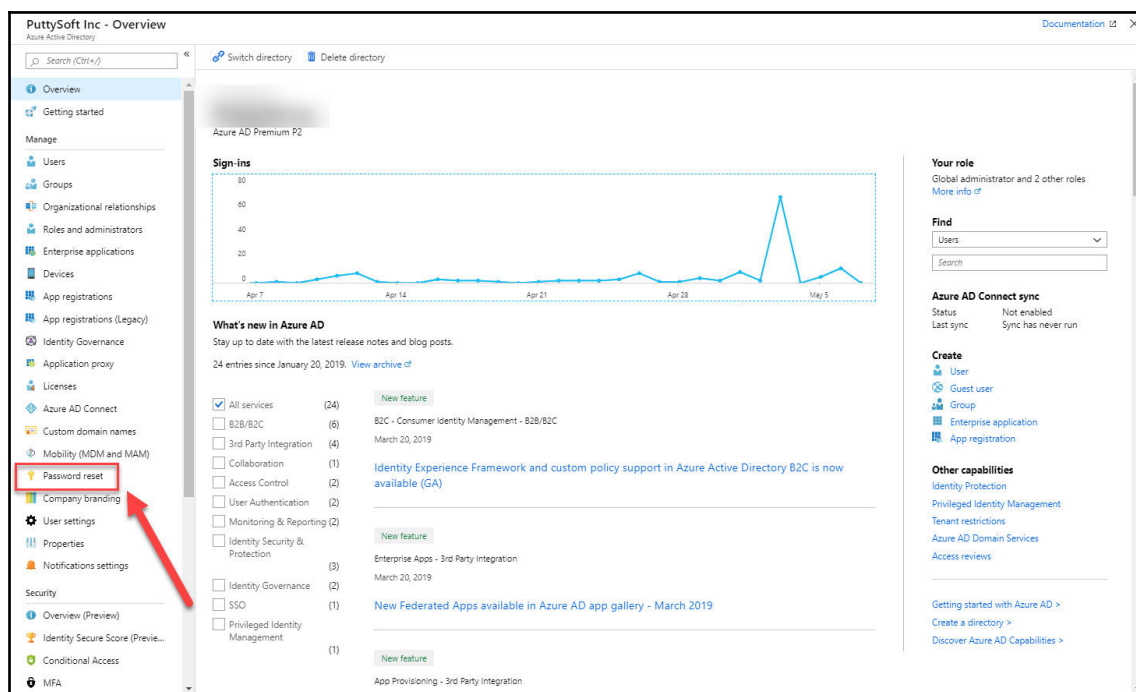 PuttySoft Inc - Overview
Azure Active Directory
Documentation
Search (Ctrl+/)
Overview
Getting started
Manage
Users
Groups
Organizational relationships
Roles and administrators
Enterprise applications
Devices
App registrations
App registrations (Legacy)
Identity Governance
Application proxy
Licenses
Azure AD Connect
Custom domain names
Mobility (MDM and MAM)
Password reset
Company branding
User settings
Properties
Notifications settings
Security
Overview (Preview)
Identity Secure Score (Previe...
Conditional Access
MFA
Switch directory Delete directory
Azure AD Premium P2
Sign-ins
80
60
40
20
0
Apr 7 Apr 14 Apr 21 Apr 28 May 5
What's new in Azure AD
Stay up to date with the latest release notes and blog posts.
24 entries since January 20, 2019. View archive
All services (24)
B2B/B2C (6)
3rd Party Integration (4)
Collaboration (1)
Access Control (2)
User Authentication (2)
Monitoring & Reporting (2)
Identity Security &
Protection
(3)
Identity Governance (2)
SSO (1)
Privileged Identity
Management
(1)
New feature
B2C - Consumer Identity Management - B2B/B2C
March 20, 2019
Identity Experience Framework and custom policy support in Azure Active Directory B2C is now
available (GA)
New feature
Enterprise Apps - 3rd Party Integration
March 20, 2019
New Federated Apps available in Azure AD app gallery - March 2019
New feature
App Provisioning - 3rd Party Integration
Your role
Global administrator and 2 other roles
More info
Find
Users
Search
Azure AD Connect sync
Status Not enabled
Last sync Sync has never run
Create
User
Guest user
Group
Enterprise application
App registration
Other capabilities
Identity Protection
Privileged Identity Management
Tenant restrictions
Azure AD Domain Services
Access reviews
Getting started with Azure AD >
Create a directory >
Discover Azure AD Capabilities >